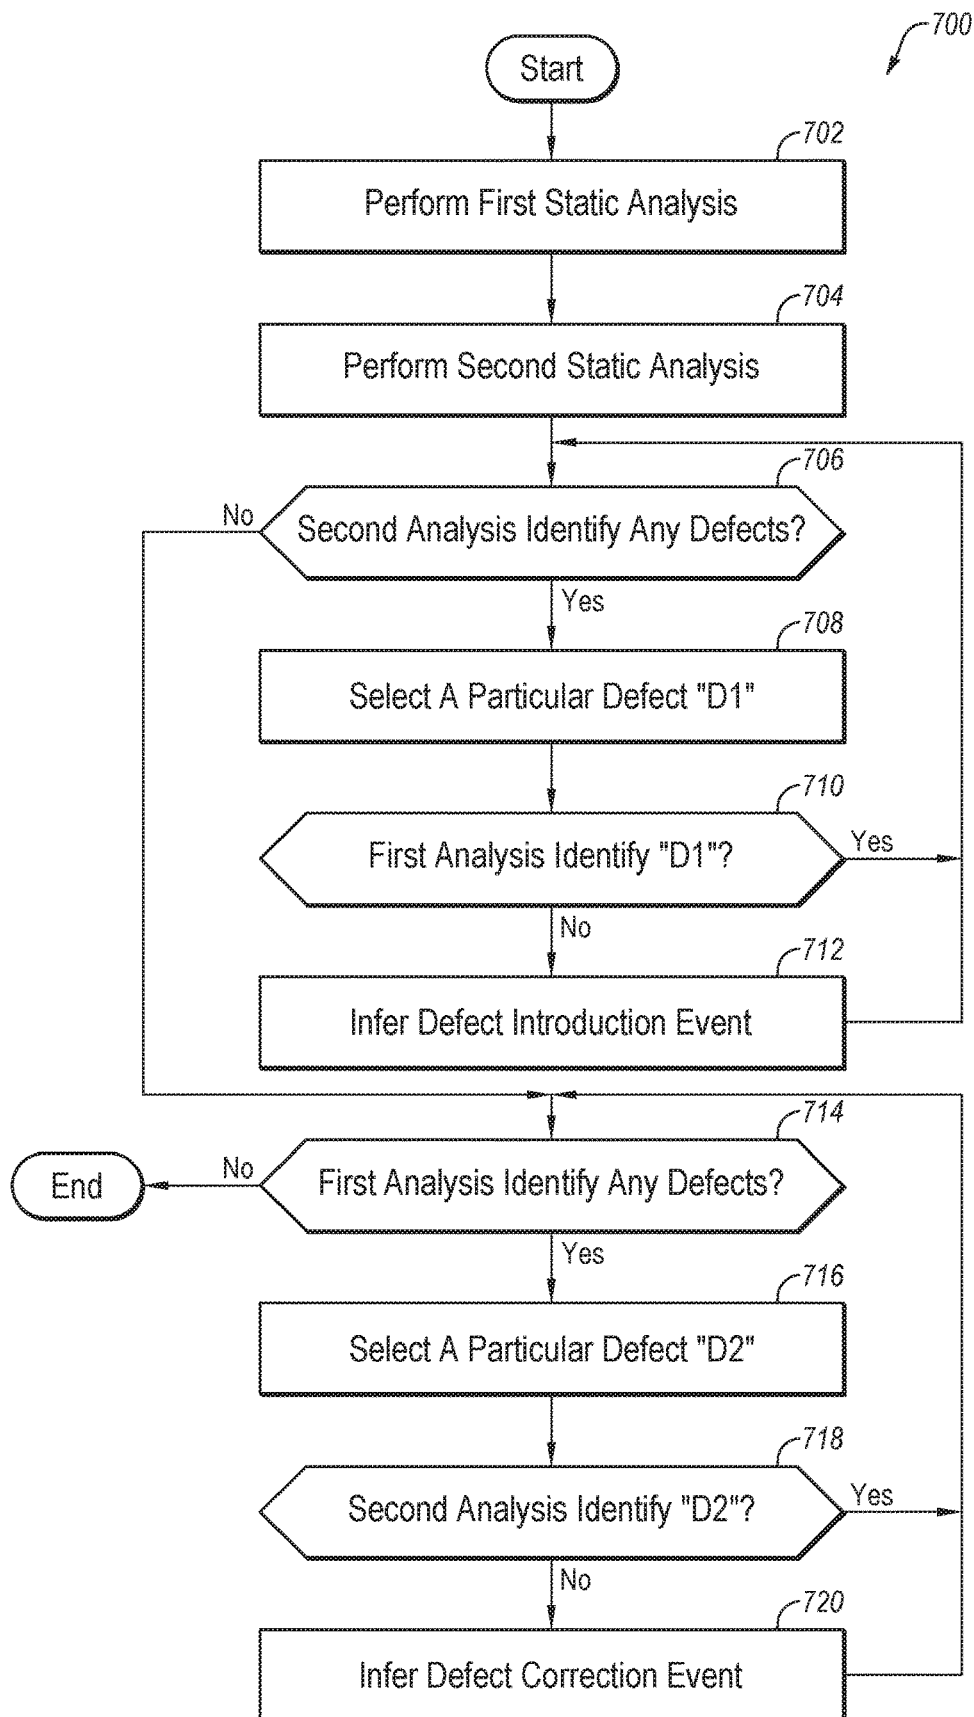 700
Start
702
Perform First Static Analysis
704
Perform Second Static Analysis
706
No
Second Analysis Identify Any Defects?
Yes
708
Select A Particular Defect "D1"
710
First Analysis Identify "D1"?
Yes
No
712
Infer Defect Introduction Event
714
End
No
First Analysis Identify Any Defects?
Yes
716
Select A Particular Defect "D2"
718
Second Analysis Identify "D2"?
Yes
No
720
Infer Defect Correction Event